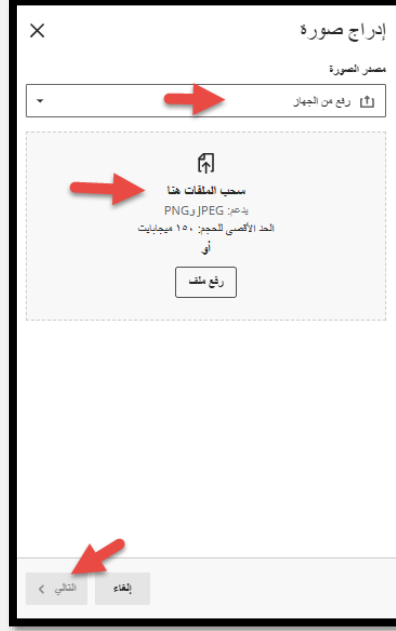 إدراج صورة
مصدر الصورة
رفع من الجهاز
سحب الملفات هنا
يدعم: JPEG وPNG
الحد الأقصى للحجم: ١٥٠ ميجابايت
أو
رفع ملف
إلغاء
التالي